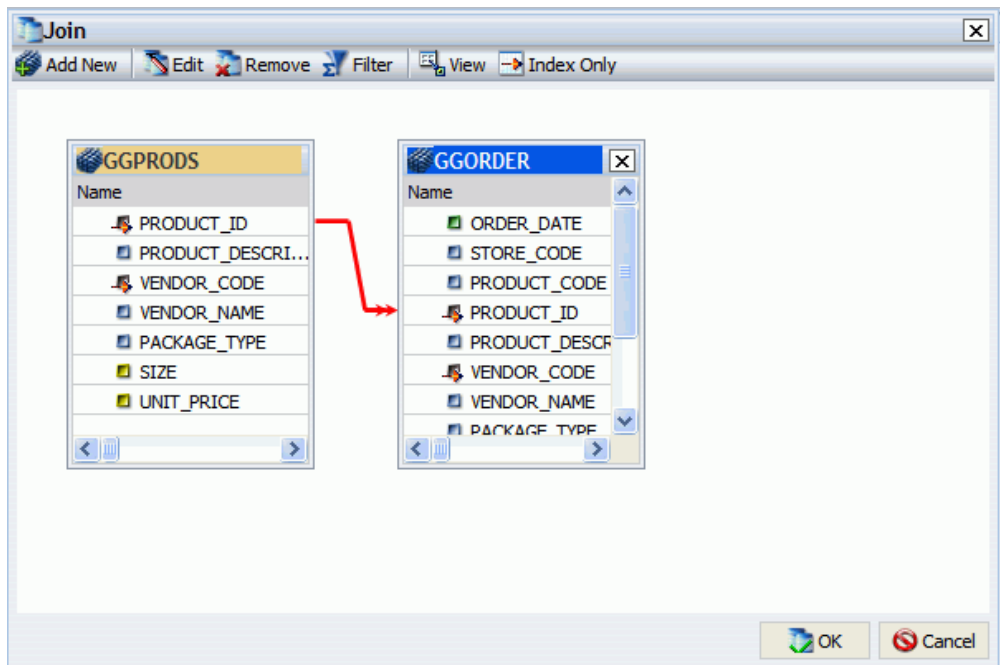 Join
Add New Edit Remove Filter View Index Only
GGPRODS
Name
PRODUCT_ID
PRODUCT_DESCRI...
VENDOR_CODE
VENDOR_NAME
PACKAGE_TYPE
SIZE
UNIT_PRICE
GGORDER
Name
ORDER_DATE
STORE_CODE
PRODUCT_CODE
PRODUCT_ID
PRODUCT_DESCR
VENDOR_CODE
VENDOR_NAME
PACKAGE_TYPE
OK Cancel